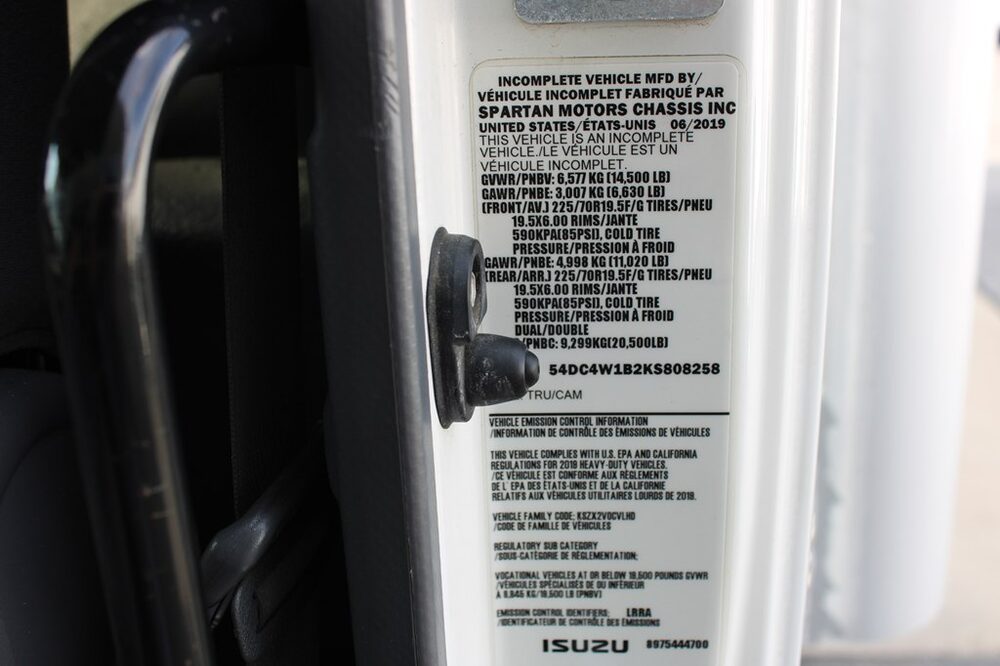 INCOMPLETE VEHICLE MFD BY/
VÉHICULE INCOMPLET FABRIQUÉ PAR
SPARTAN MOTORS CHASSIS INC
UNITED STATES/ÉTATS-UNIS 06/2019
THIS VEHICLE IS AN INCOMPLETE
VEHICLE./LE VÉHICULE EST UN
VÉHICULE INCOMPLET.
GVWR/PNBV: 6,577 KG (14,500 LB)
GAWR/PNBE: 3,007 KG (6,630 LB)
(FRONT/AV.) 225/70R19.5F/G TIRES/PNEU
19.5X6.00 RIMS/JANTE
590KPA(85PSI), COLD TIRE
PRESSURE/PRESSION À FROID
GAWR/PNBE: 4,998 KG (11,020 LB)
(REAR/ARR.) 225/70R19.5F/G TIRES/PNEU
19.5X6.00 RIMS/JANTE
590KPA(85PSI), COLD TIRE
PRESSURE/PRESSION À FROID
DUAL/DOUBLE
/PNBC: 9,299KG(20,500LB)
54DC4W1B2KS808258
TRU/CAM
VEHICLE EMISSION CONTROL INFORMATION
/INFORMATION DE CONTRÔLE DES ÉMISSIONS DE VÉHICULES
THIS VEHICLE COMPLIES WITH U.S. EPA AND CALIFORNIA
REGULATIONS FOR 2019 HEAVY-DUTY VEHICLES.
/CE VÉHICULE EST CONFORME AUX RÈGLEMENTS
DE L' EPA DES ÉTATS-UNIS ET DE LA CALIFORNIE
RELATIFS AUX VÉHICULES UTILITAIRES LOURDS DE 2019.
VEHICLE FAMILY CODE: KSZX2VOCVLHD
/CODE DE FAMILLE DE VÉHICULES
REGULATORY SUB CATEGORY
/SOUS-CATÉGORIE DE RÉGLEMENTATION:
VOCATIONAL VEHICLES AT OR BELOW 19,500 POUNDS GVWR
/VÉHICULES SPÉCIALISÉS DE OU INFÉRIEUR
À 8,845 KG/19,500 LB (PNBV)
EMISSION CONTROL IDENTIFIERS: LRRA
/IDENTIFICATEUR DE CONTRÔLE DES ÉMISSIONS
ISUZU 8975444700